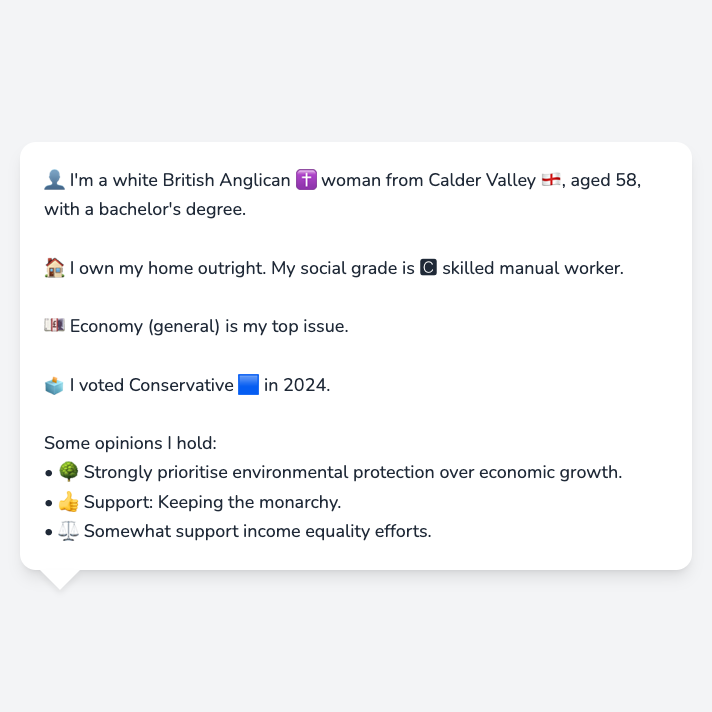 👤 I'm a white British Anglican ✝️ woman from Calder Valley 🏴󠁧󠁢󠁥󠁮󠁧󠁿, aged 58,
with a bachelor's degree.
🏠 I own my home outright. My social grade is 🅲 skilled manual worker.
💷 Economy (general) is my top issue.
🗳️ I voted Conservative 🟦 in 2024.
Some opinions I hold:
• 🌳 Strongly prioritise environmental protection over economic growth.
• 👍 Support: Keeping the monarchy.
• ⚖️ Somewhat support income equality efforts.